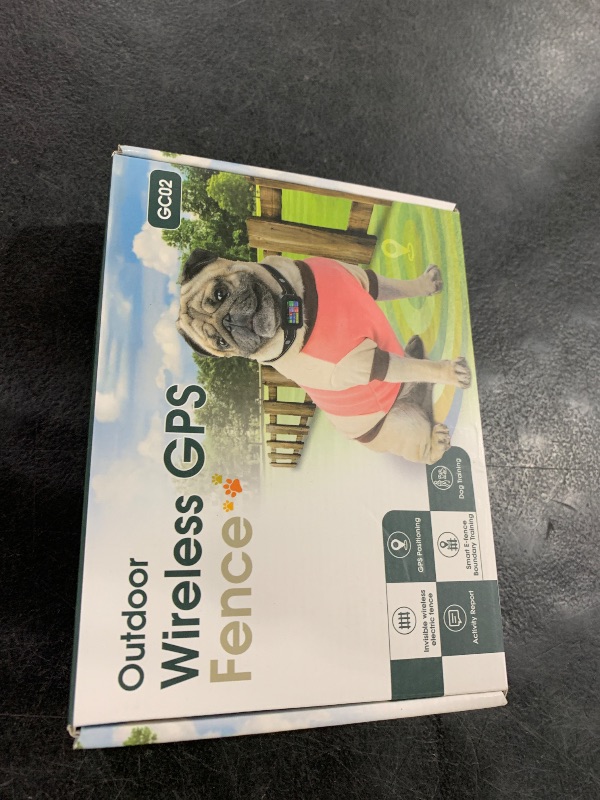 GC02
Outdoor
Wireless GPS
Fence
Dog Training
GPS Positioning
Smart E-fence
Boundary Training
Invisible wireless
electric fence
Activity Report